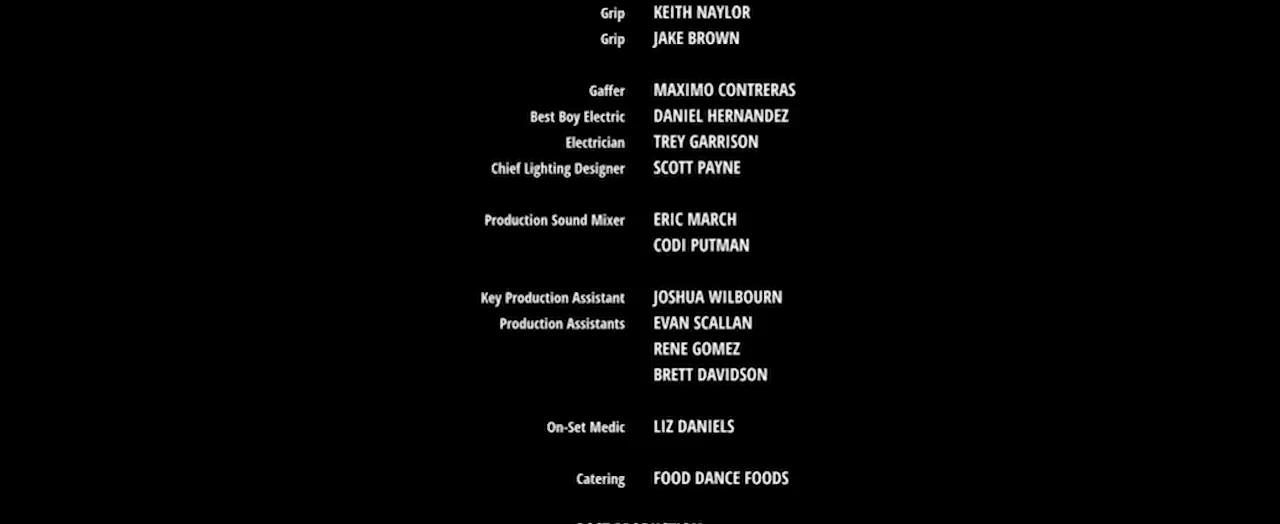 Grip KEITH NAYLOR
Grip JAKE BROWN
Gaffer MAXIMO CONTRERAS
Best Boy Electric DANIEL HERNANDEZ
Electrician TREY GARRISON
Chief Lighting Designer SCOTT PAYNE
Production Sound Mixer ERIC MARCH
CODI PUTMAN
Key Production Assistant JOSHUA WILBOURN
Production Assistants EVAN SCALLAN
RENE GOMEZ
BRETT DAVIDSON
On-Set Medic LIZ DANIELS
Catering FOOD DANCE FOODS